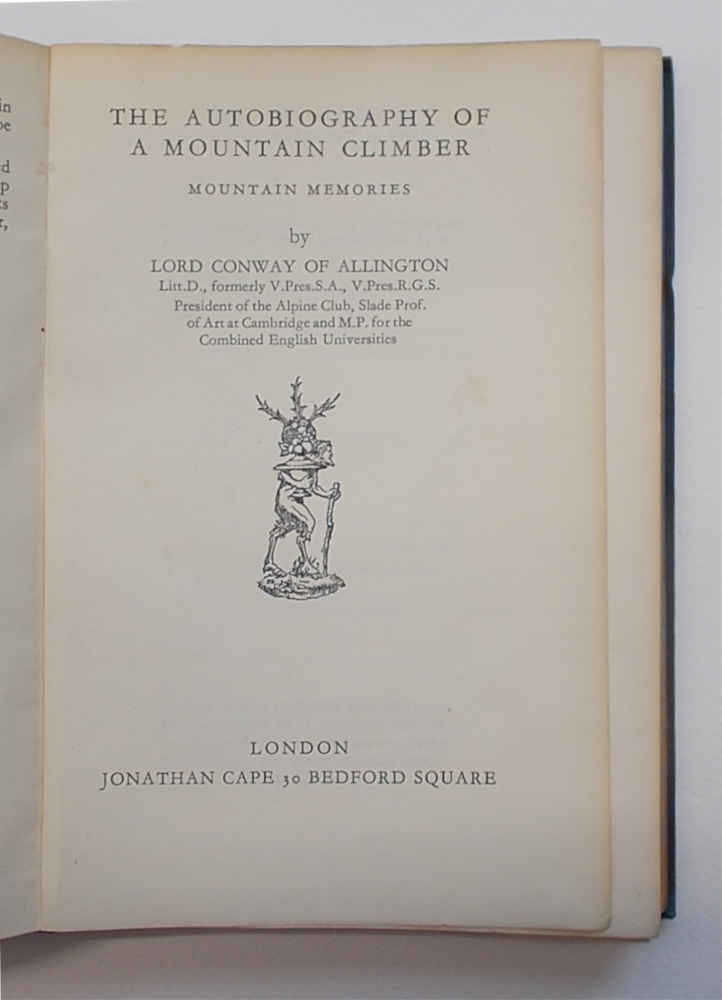 THE AUTOBIOGRAPHY OF
A MOUNTAIN CLIMBER
MOUNTAIN MEMORIES
by
LORD CONWAY OF ALLINGTON
Litt.D., formerly V.Pres.S.A., V.Pres.R.G.S.
President of the Alpine Club, Slade Prof.
of Art at Cambridge and M.P. for the
Combined English Universities
LONDON
JONATHAN CAPE 30 BEDFORD SQUARE